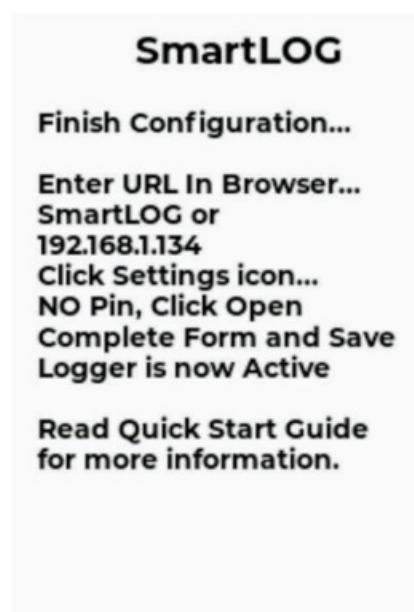 SmartLOG
Finish Configuration...
Enter URL In Browser...
SmartLOG or
192.168.1.134
Click Settings icon...
NO Pin, Click Open
Complete Form and Save
Logger is now Active
Read Quick Start Guide
for more information.